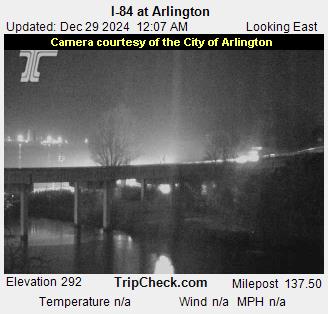 I-84 at Arlington
Updated: Dec 29 2024 12:07 AM Looking East
Camera courtesy of the City of Arlington
Elevation 292 TripCheck.com Milepost 137.50
Temperature n/a Wind n/a MPH n/a